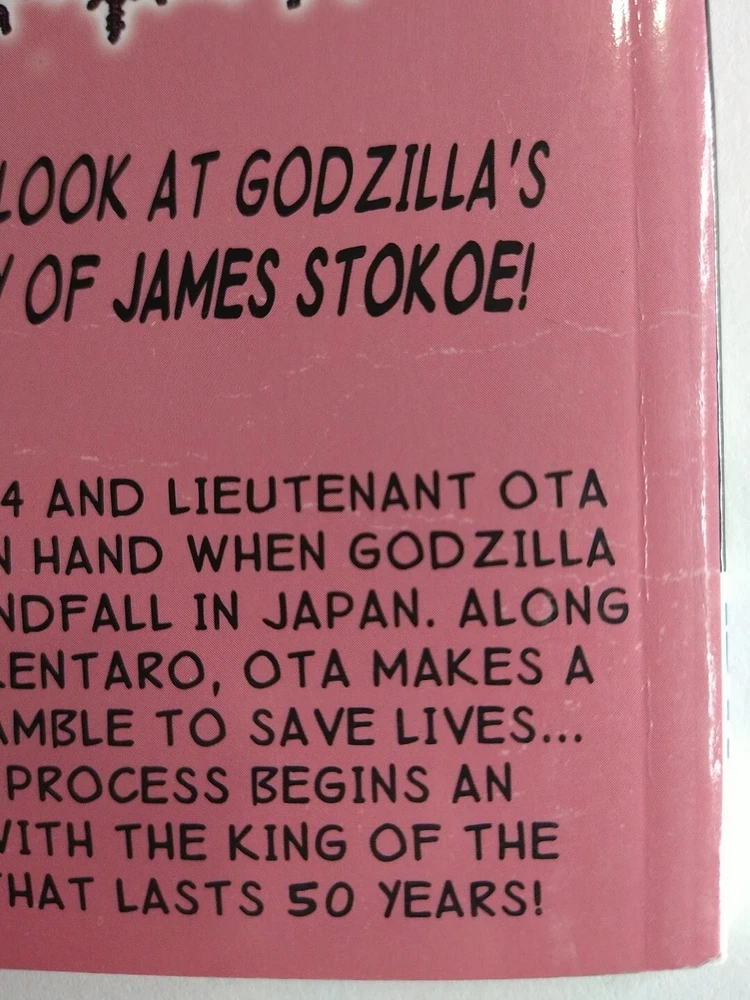 LOOK AT GODZILLA'S
OF JAMES STOKOE!
4 AND LIEUTENANT OTA
HAND WHEN GODZILLA
NDFALL IN JAPAN. ALONG
ENTARO, OTA MAKES A
AMBLE TO SAVE LIVES...
PROCESS BEGINS AN
WITH THE KING OF THE
THAT LASTS 50 YEARS!